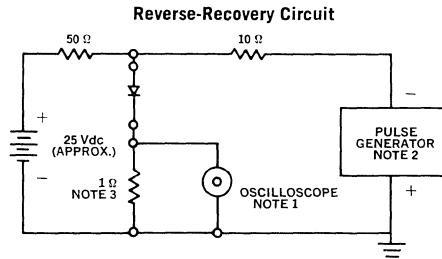 Reverse-Recovery Circuit
50 Ω
10 Ω
+
25 Vdc
(APPROX.)
−
1 Ω
NOTE 3
OSCILLOSCOPE
NOTE 1
−
PULSE
GENERATOR
NOTE 2
+